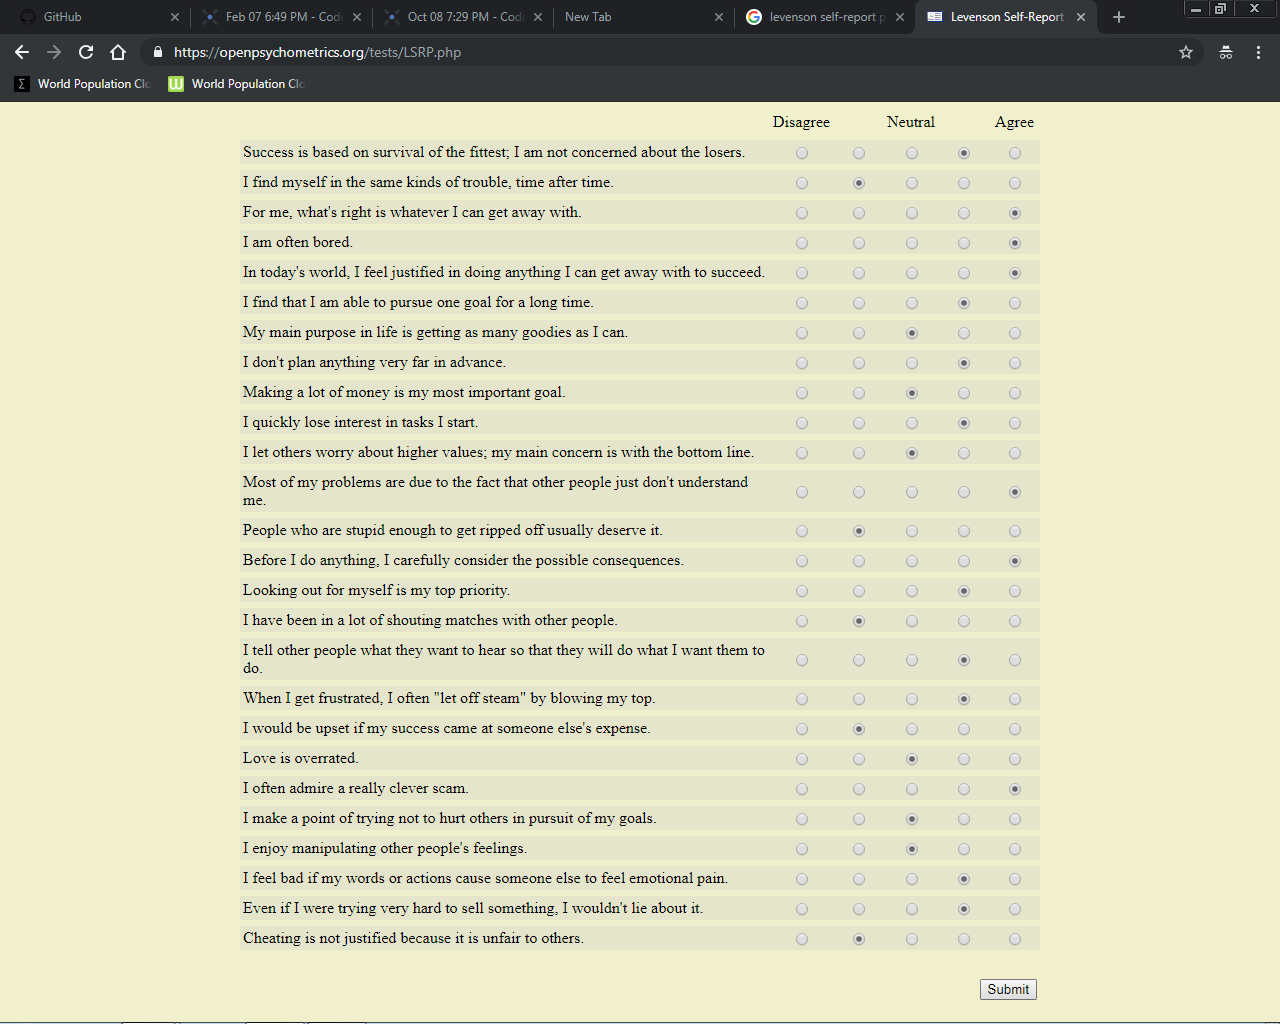 GitHub
Feb 07 6:49 PM - Code
Oct 08 7:29 PM - Code
New Tab
levenson self-report p
Levenson Self-Report
https://openpsychometrics.org/tests/LSRP.php
World Population Clo
World Population Clo
Disagree Neutral Agree
Success is based on survival of the fittest; I am not concerned about the losers.
I find myself in the same kinds of trouble, time after time.
For me, what's right is whatever I can get away with.
I am often bored.
In today's world, I feel justified in doing anything I can get away with to succeed.
I find that I am able to pursue one goal for a long time.
My main purpose in life is getting as many goodies as I can.
I don't plan anything very far in advance.
Making a lot of money is my most important goal.
I quickly lose interest in tasks I start.
I let others worry about higher values; my main concern is with the bottom line.
Most of my problems are due to the fact that other people just don't understand
me.
People who are stupid enough to get ripped off usually deserve it.
Before I do anything, I carefully consider the possible consequences.
Looking out for myself is my top priority.
I have been in a lot of shouting matches with other people.
I tell other people what they want to hear so that they will do what I want them to
do.
When I get frustrated, I often "let off steam" by blowing my top.
I would be upset if my success came at someone else's expense.
Love is overrated.
I often admire a really clever scam.
I make a point of trying not to hurt others in pursuit of my goals.
I enjoy manipulating other people's feelings.
I feel bad if my words or actions cause someone else to feel emotional pain.
Even if I were trying very hard to sell something, I wouldn't lie about it.
Cheating is not justified because it is unfair to others.
Submit